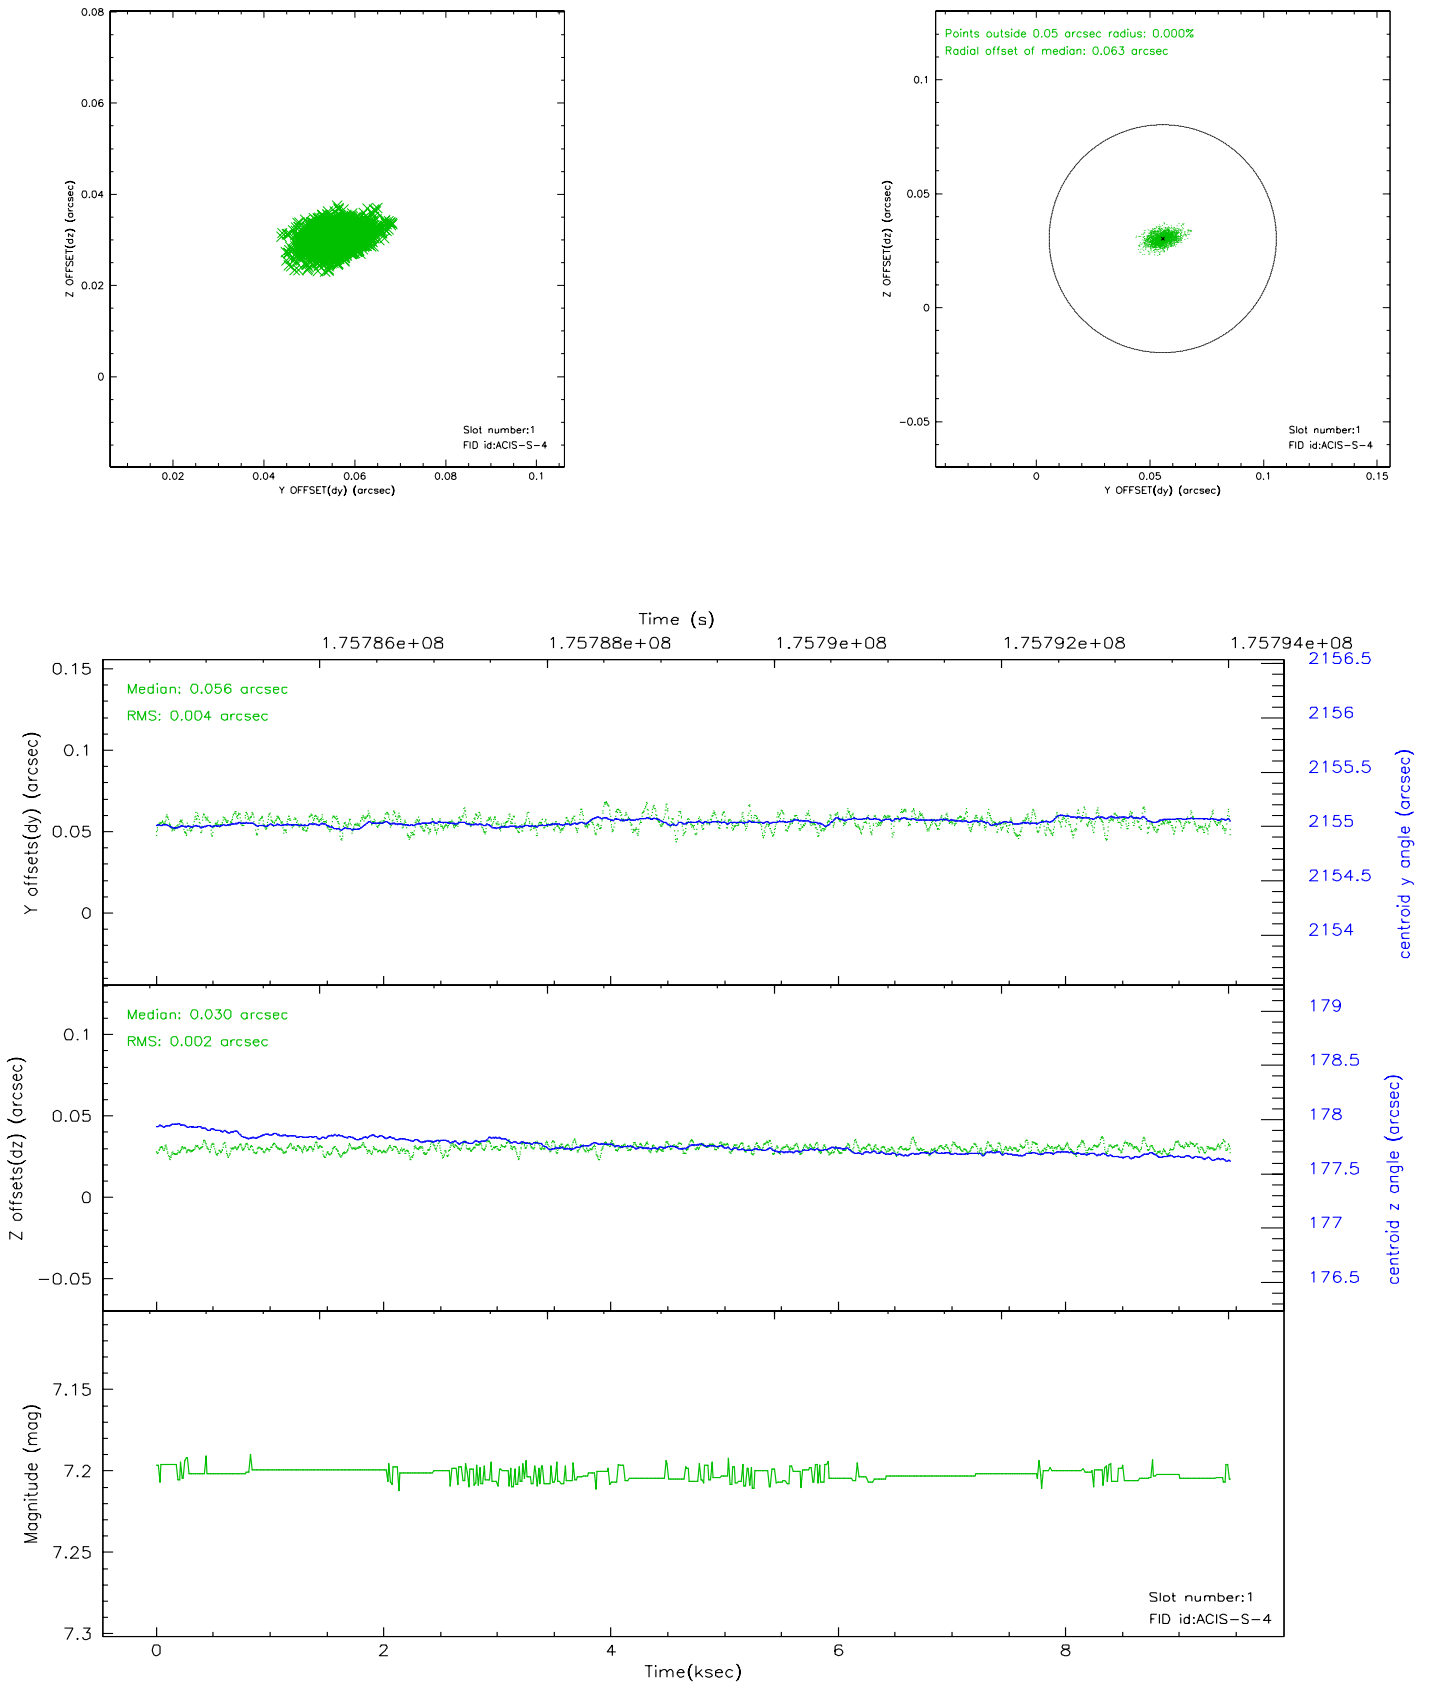 0.08
0.06
0.04
0.02
0
Z OFFSET(dz) (arcsec)
Slot number:1
FID id:ACIS-S-4
0.02 0.04 0.06 0.08 0.1
Y OFFSET(dy) (arcsec)
Points outside 0.05 arcsec radius: 0.000%
Radial offset of median: 0.063 arcsec
0.1
0.05
0
-0.05
Z OFFSET(dz) (arcsec)
Slot number:1
FID id:ACIS-S-4
0 0.05 0.1 0.15
Y OFFSET(dy) (arcsec)
Time (s)
1.75786e+08 1.75788e+08 1.7579e+08 1.75792e+08 1.75794e+08
Median: 0.056 arcsec
RMS: 0.004 arcsec
0.15
0.1
0.05
0
Y offsets(dy) (arcsec)
2156.5
2156
2155.5
2155
2154.5
2154
centroid y angle (arcsec)
Median: 0.030 arcsec
RMS: 0.002 arcsec
0.1
0.05
0
-0.05
Z offsets(dz) (arcsec)
179
178.5
178
177.5
177
176.5
centroid z angle (arcsec)
7.15
7.2
7.25
7.3
Magnitude (mag)
Slot number:1
FID id:ACIS-S-4
0 2 4 6 8
Time(ksec)